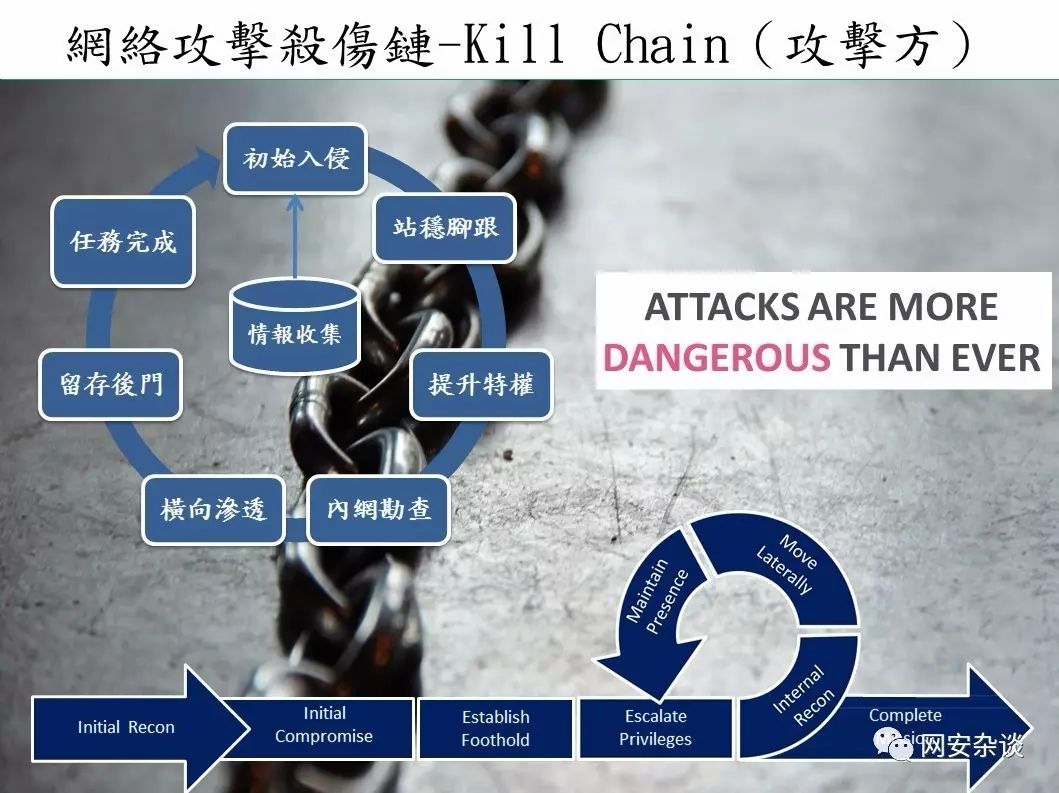 網絡攻擊殺傷鏈-Kill Chain（攻擊方）
初始入侵
站穩腳跟
任務完成
情報收集
留存後門
提升特權
橫向滲透
內網勘查
ATTACKS ARE MORE
DANGEROUS THAN EVER
Move
Laterally
Maintain
Presence
Internal
Recon
Initial Recon
Initial
Compromise
Establish
Foothold
Escalate
Privileges
Complete
网安杂谈